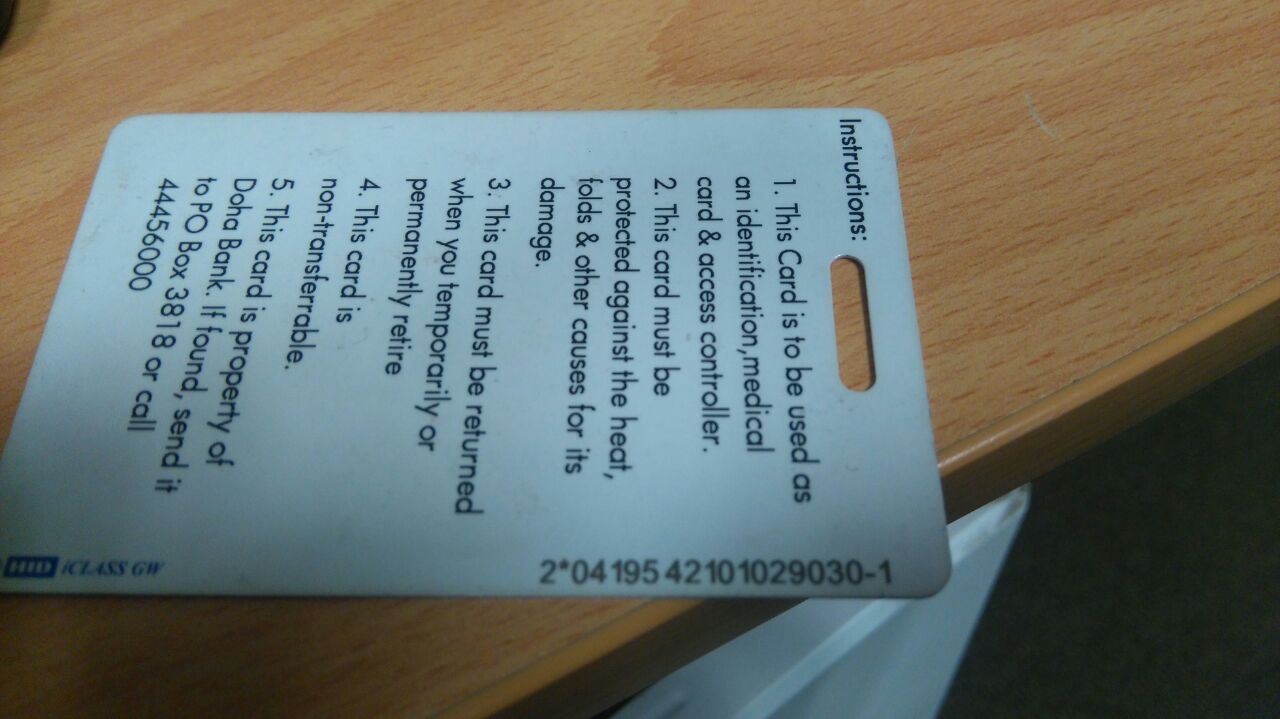 Instructions:
1. This Card is to be used as
an identification,medical
card & access controller.
2. This card must be
protected against the heat,
folds & other causes for its
damage.
3. This card must be returned
when you temporarily or
permanently retire
4. This card is
non-transferrable.
5. This card is property of
Doha Bank. If found, send it
to PO Box 3818 or call
44456000
2*04195 42101029030-1
HID iCLASS GW